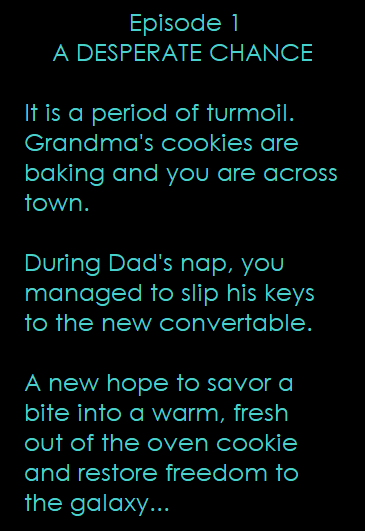 Episode 1
A DESPERATE CHANCE
It is a period of turmoil.
Grandma's cookies are
baking and you are across
town.
During Dad's nap, you
managed to slip his keys
to the new convertable.
A new hope to savor a
bite into a warm, fresh
out of the oven cookie
and restore freedom to
the galaxy...